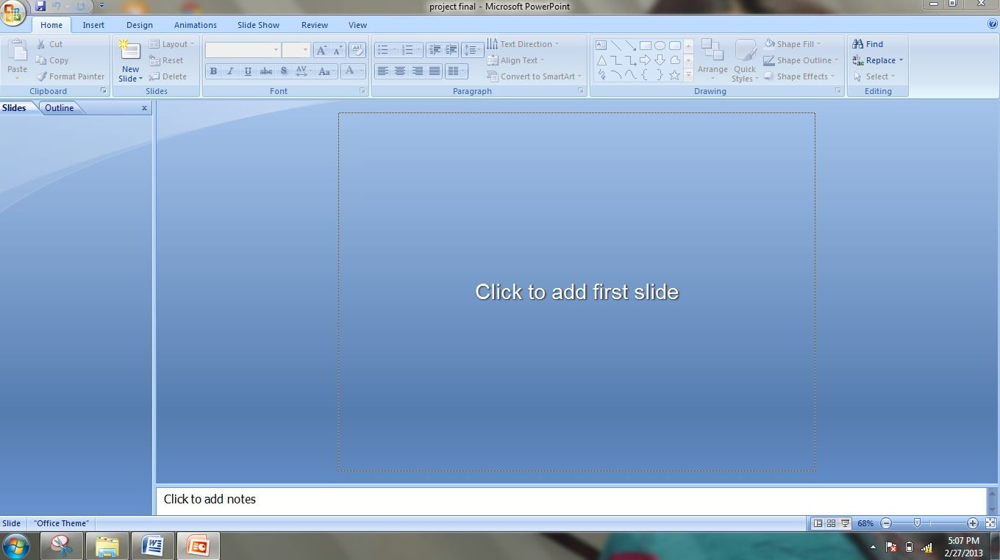 project final - Microsoft PowerPoint
Home Insert Design Animations Slide Show Review View
Paste
Cut
Copy
Format Painter
Clipboard
New Slide
Layout
Reset
Delete
Slides
B I U abc S AV Aa A
Font
Text Direction
Align Text
Convert to SmartArt
Paragraph
Arrange
Quick Styles
Shape Fill
Shape Outline
Shape Effects
Drawing
Find
Replace
Select
Editing
Slides Outline x
Click to add first slide
Click to add notes
Slide "Office Theme" 68%
5:07 PM
2/27/2013